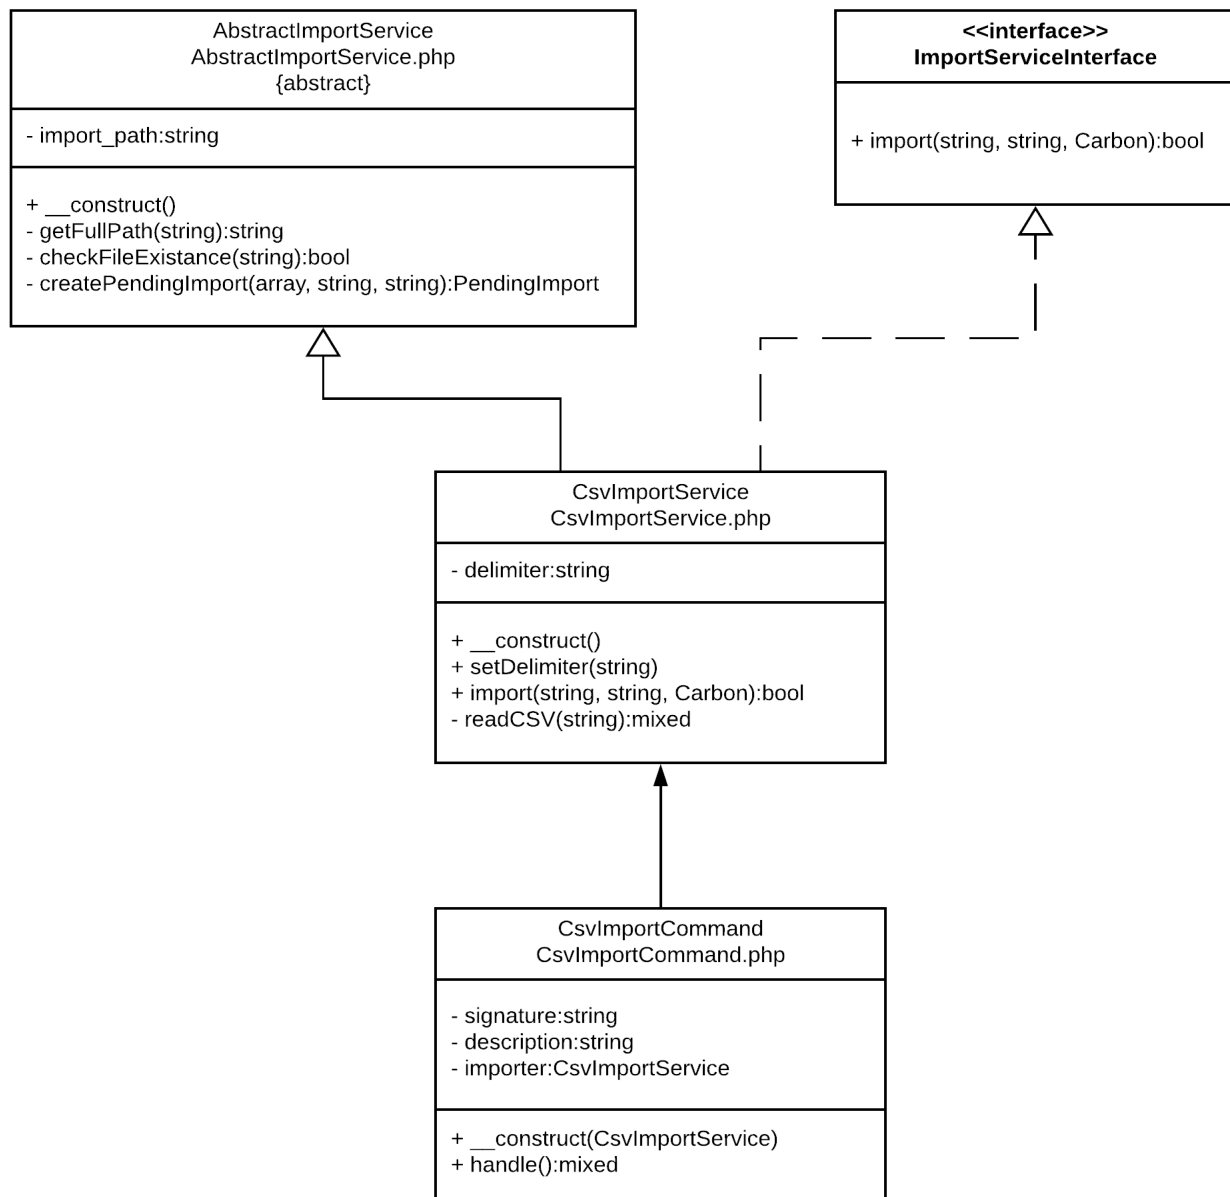 AbstractImportService
AbstractImportService.php
{abstract}
- import_path:string
+ __construct()
- getFullPath(string):string
- checkFileExistance(string):bool
- createPendingImport(array, string, string):PendingImport
<<interface>>
ImportServiceInterface
+ import(string, string, Carbon):bool
CsvImportService
CsvImportService.php
- delimiter:string
+ __construct()
+ setDelimiter(string)
+ import(string, string, Carbon):bool
- readCSV(string):mixed
CsvImportCommand
CsvImportCommand.php
- signature:string
- description:string
- importer:CsvImportService
+ __construct(CsvImportService)
+ handle():mixed